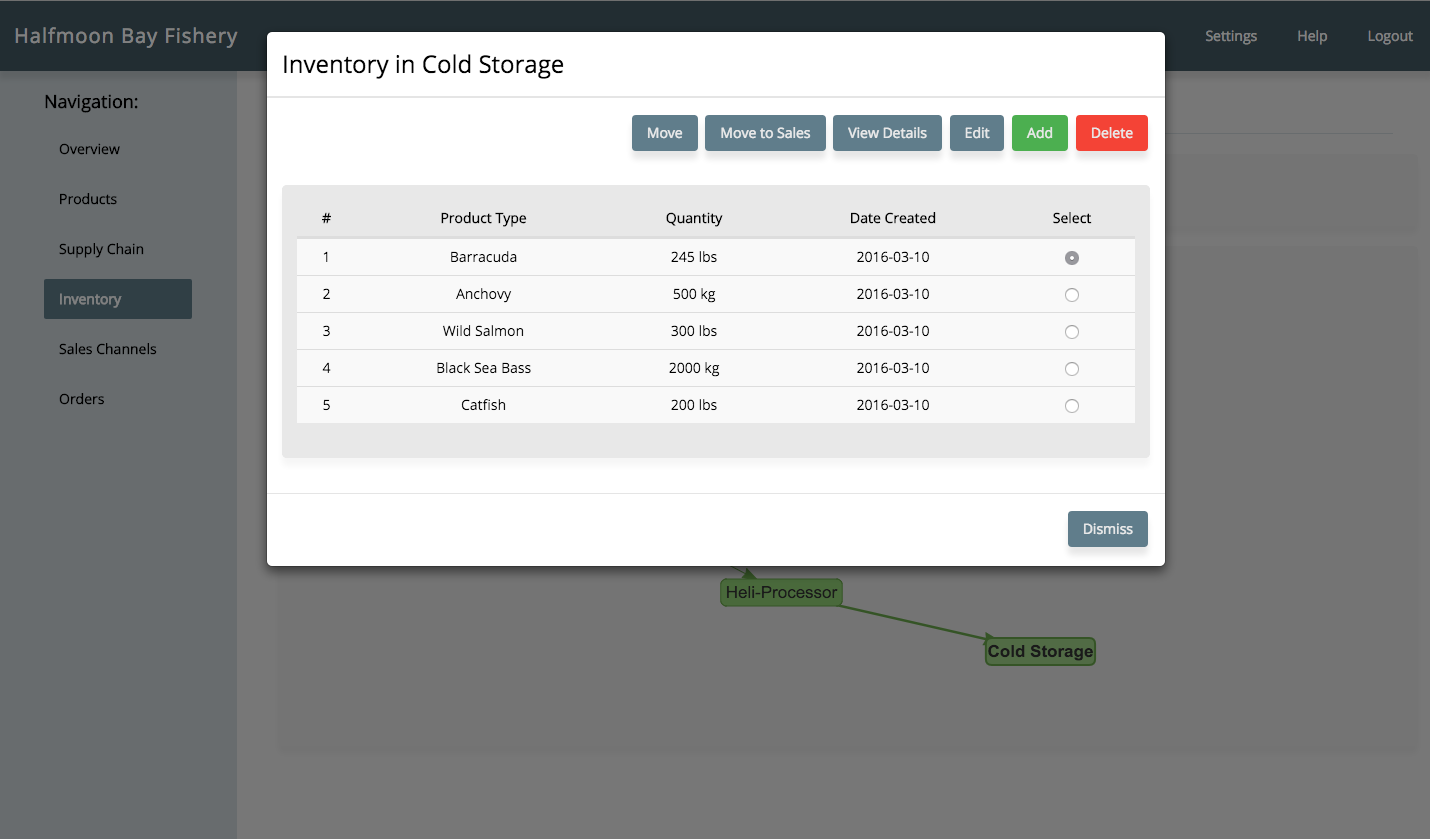 Halfmoon Bay Fishery
Settings Help Logout
Navigation:
Overview
Products
Supply Chain
Inventory
Sales Channels
Orders
Inventory in Cold Storage
Move Move to Sales View Details Edit Add Delete
# Product Type Quantity Date Created Select
1 Barracuda 245 lbs 2016-03-10
2 Anchovy 500 kg 2016-03-10
3 Wild Salmon 300 lbs 2016-03-10
4 Black Sea Bass 2000 kg 2016-03-10
5 Catfish 200 lbs 2016-03-10
Dismiss
Heli-Processor
Cold Storage